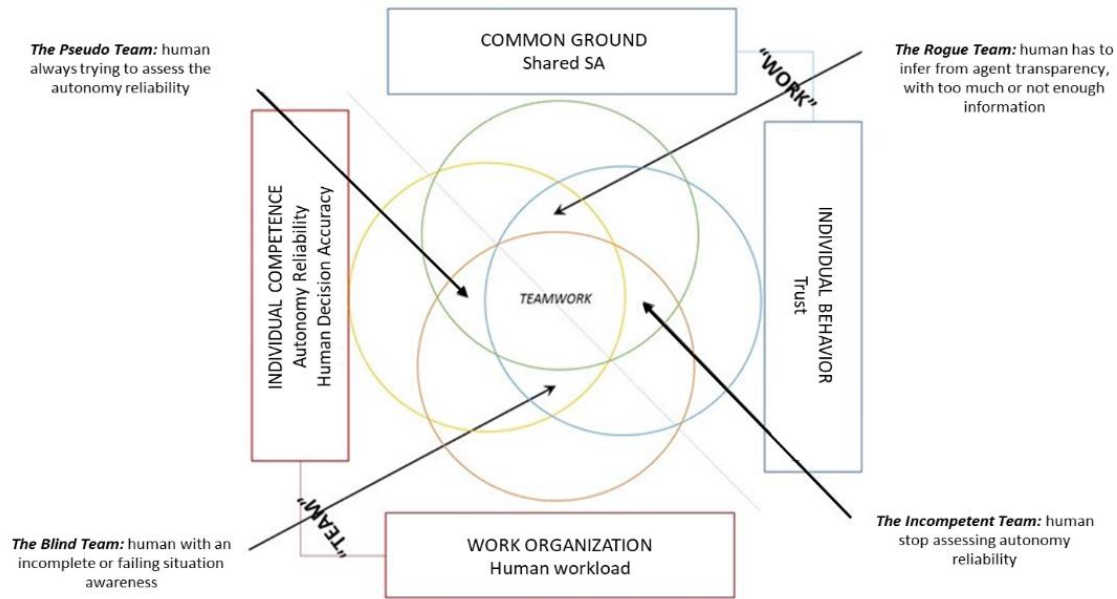 COMMON GROUND
Shared SA
The Pseudo Team: human
always trying to assess the
autonomy reliability
"WORK"
The Rogue Team: human has to
infer from agent transparency,
with too much or not enough
information
INDIVIDUAL COMPETENCE
Autonomy Reliability
Human Decision Accuracy
TEAMWORK
INDIVIDUAL BEHAVIOR
Trust
The Blind Team: human with an
incomplete or failing situation
awareness
"TEAM"
WORK ORGANIZATION
Human workload
The Incompetent Team: human
stop assessing autonomy
reliability